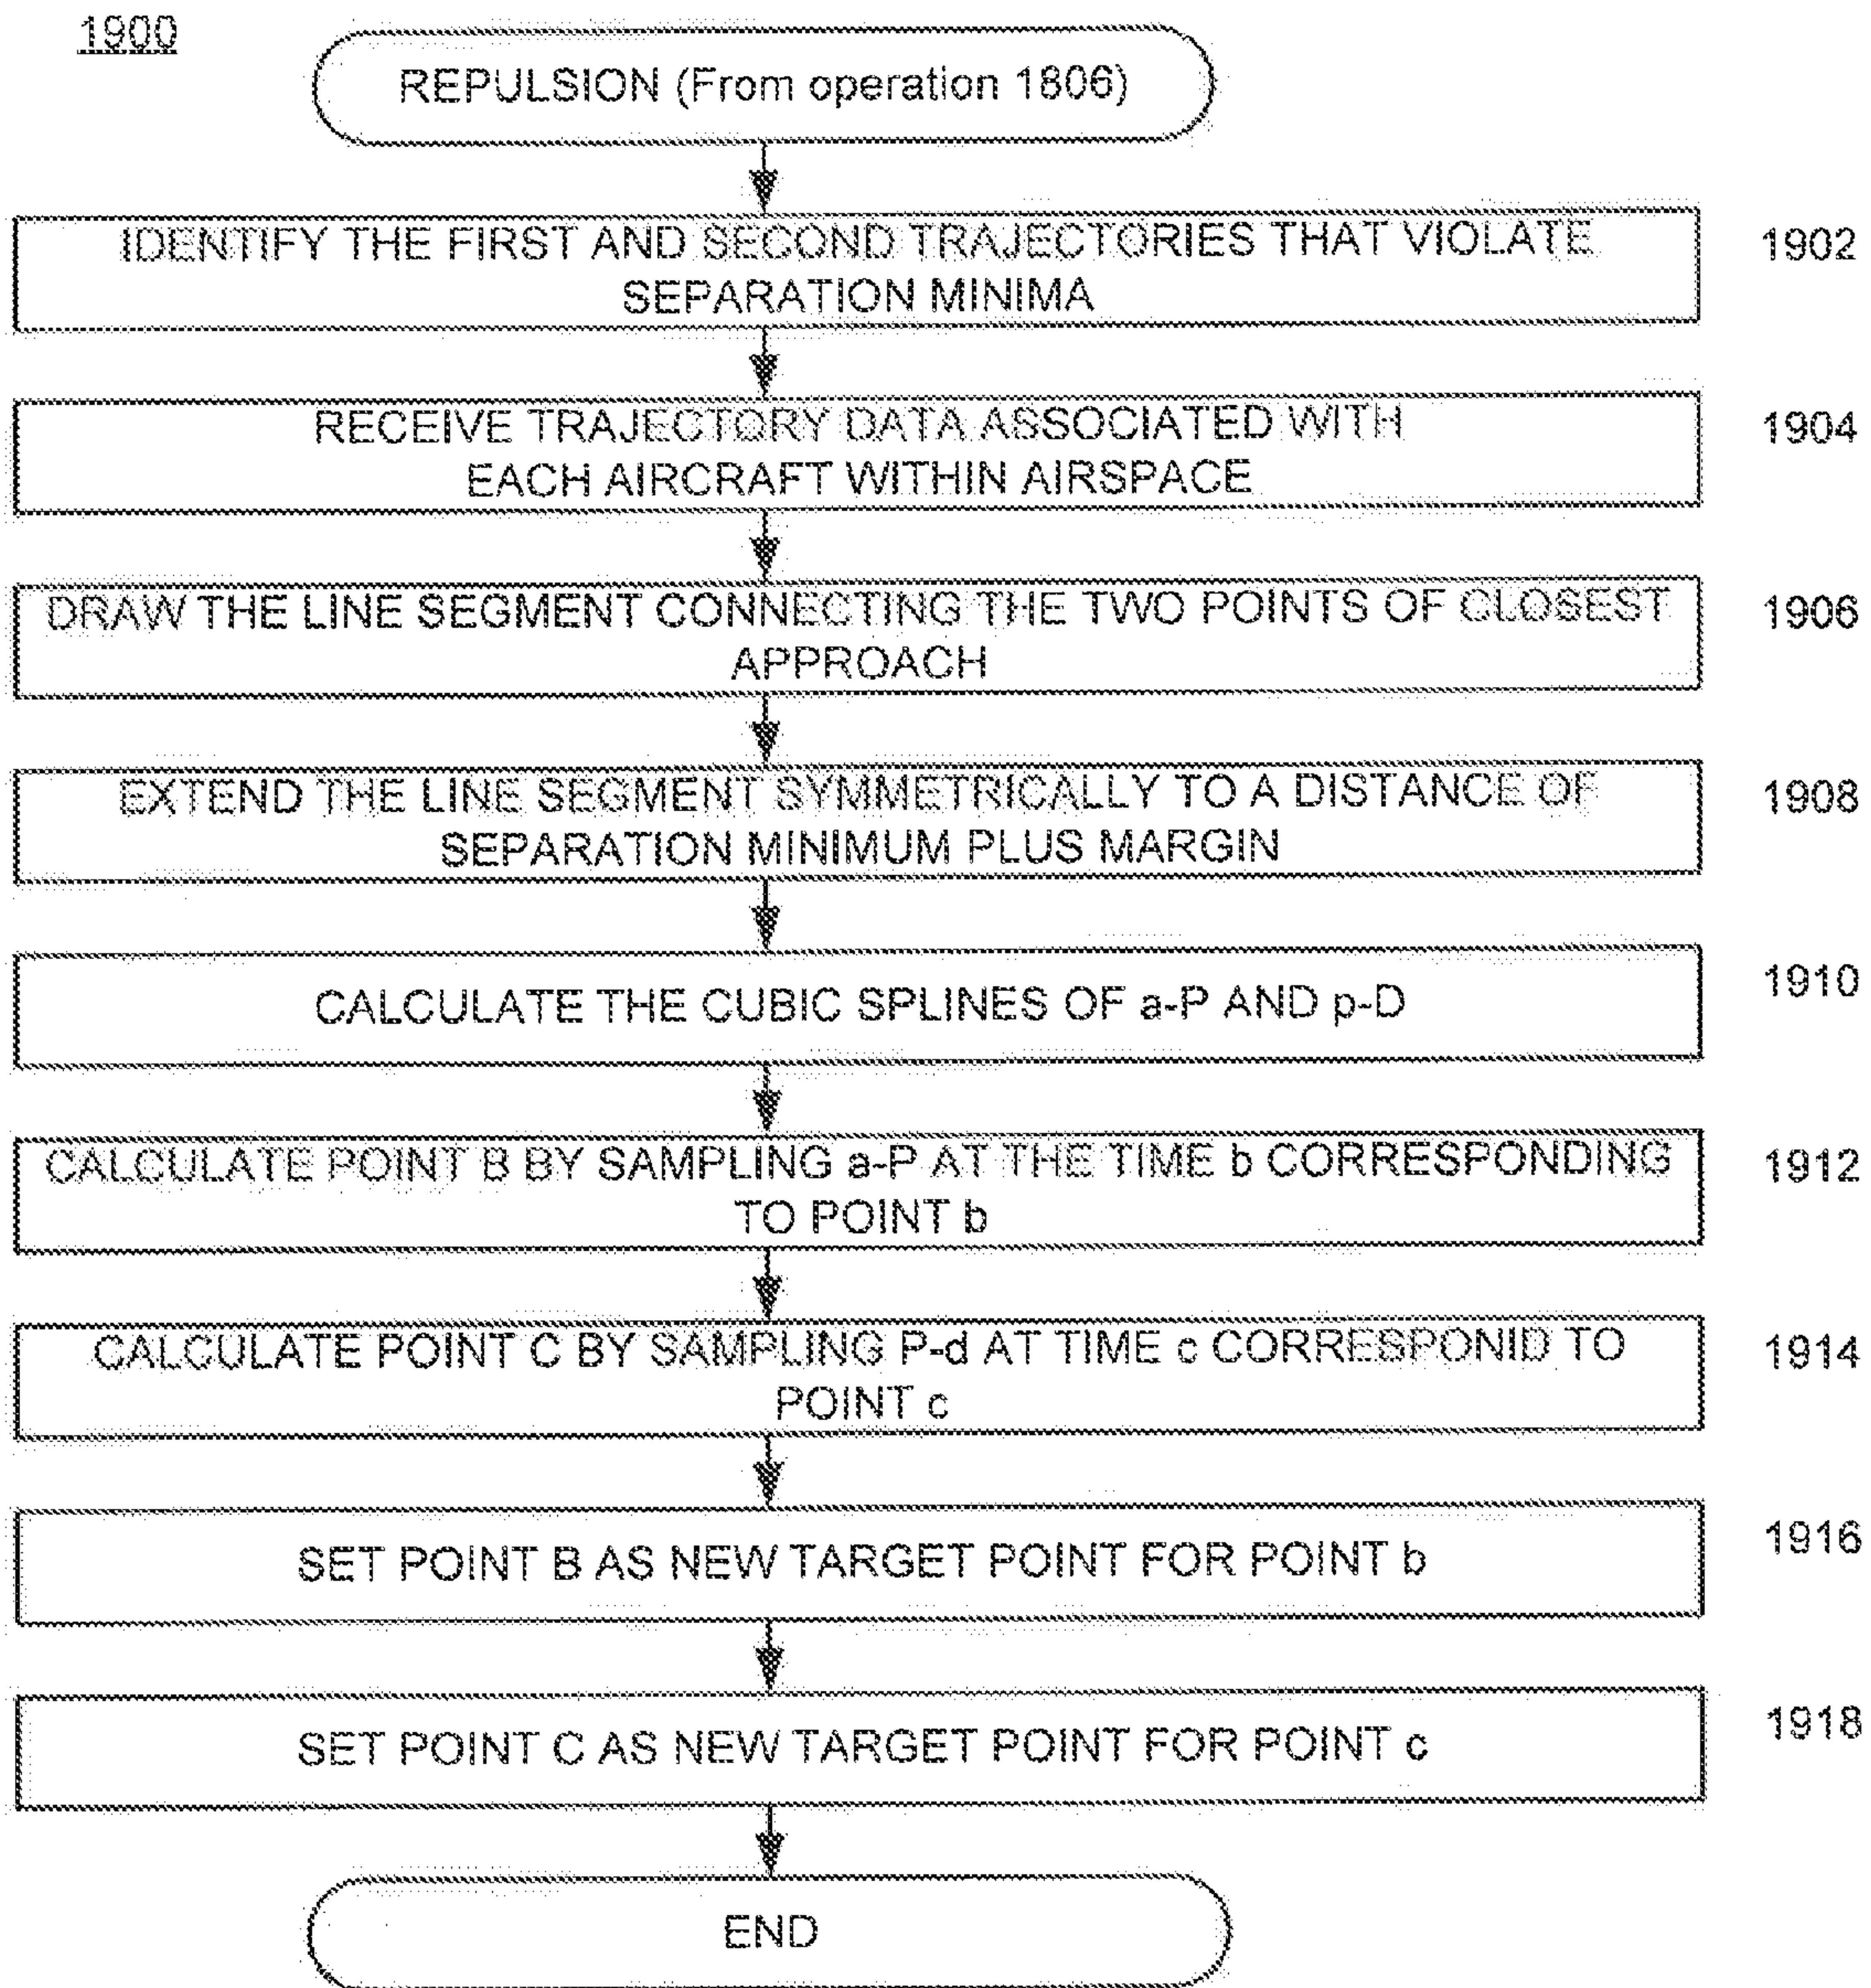 1900
REPULSION (From operation 1806)
IDENTIFY THE FIRST AND SECOND TRAJECTORIES THAT VIOLATE
SEPARATION MINIMA
1902
RECEIVE TRAJECTORY DATA ASSOCIATED WITH
EACH AIRCRAFT WITHIN AIRSPACE
1904
DRAW THE LINE SEGMENT CONNECTING THE TWO POINTS OF CLOSEST
APPROACH
1906
EXTEND THE LINE SEGMENT SYMMETRICALLY TO A DISTANCE OF
SEPARATION MINIMUM PLUS MARGIN
1908
CALCULATE THE CUBIC SPLINES OF a-P AND p-D
1910
CALCULATE POINT B BY SAMPLING a-P AT THE TIME b CORRESPONDING
TO POINT b
1912
CALCULATE POINT C BY SAMPLING P-d AT TIME c CORRESPONID TO
POINT c
1914
SET POINT B AS NEW TARGET POINT FOR POINT b
1916
SET POINT C AS NEW TARGET POINT FOR POINT c
1918
END